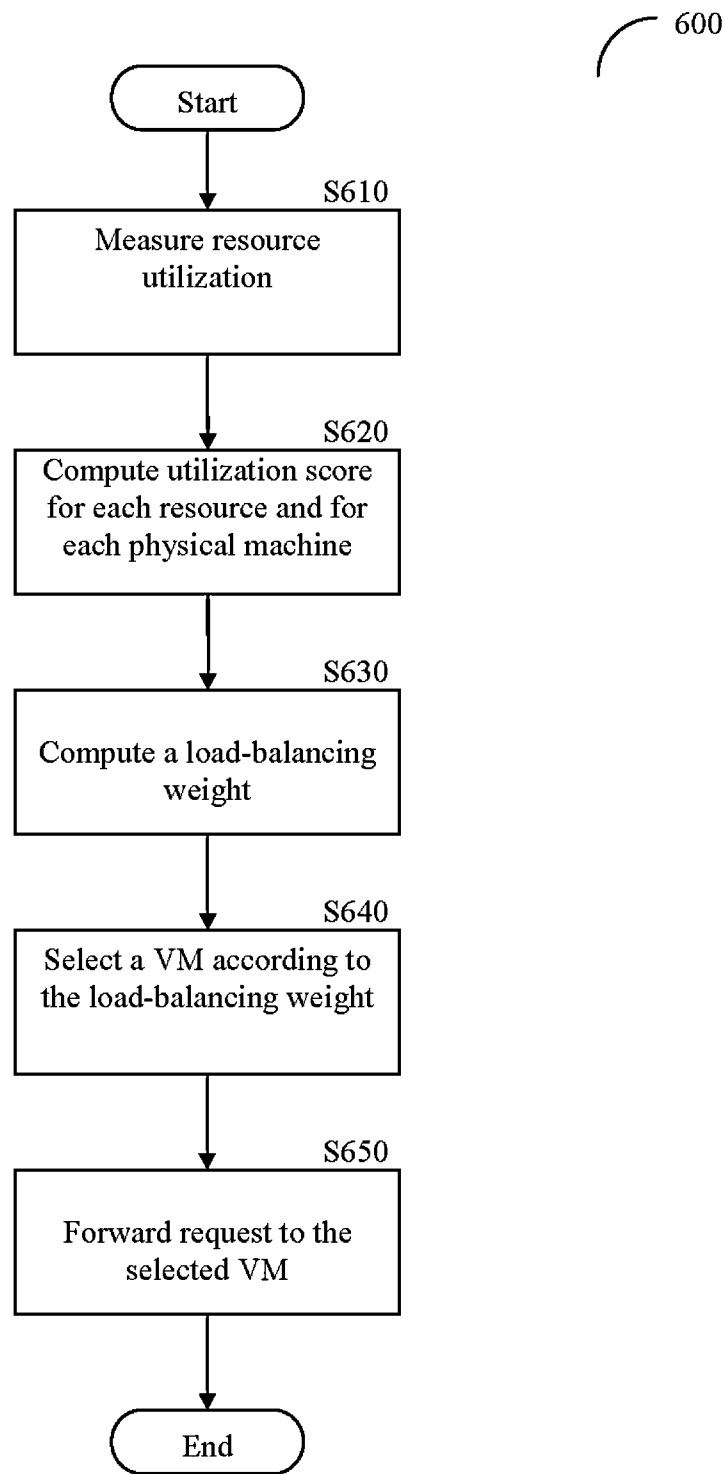 600
Start
S610
Measure resource
utilization
S620
Compute utilization score
for each resource and for
each physical machine
S630
Compute a load-balancing
weight
S640
Select a VM according to
the load-balancing weight
S650
Forward request to the
selected VM
End